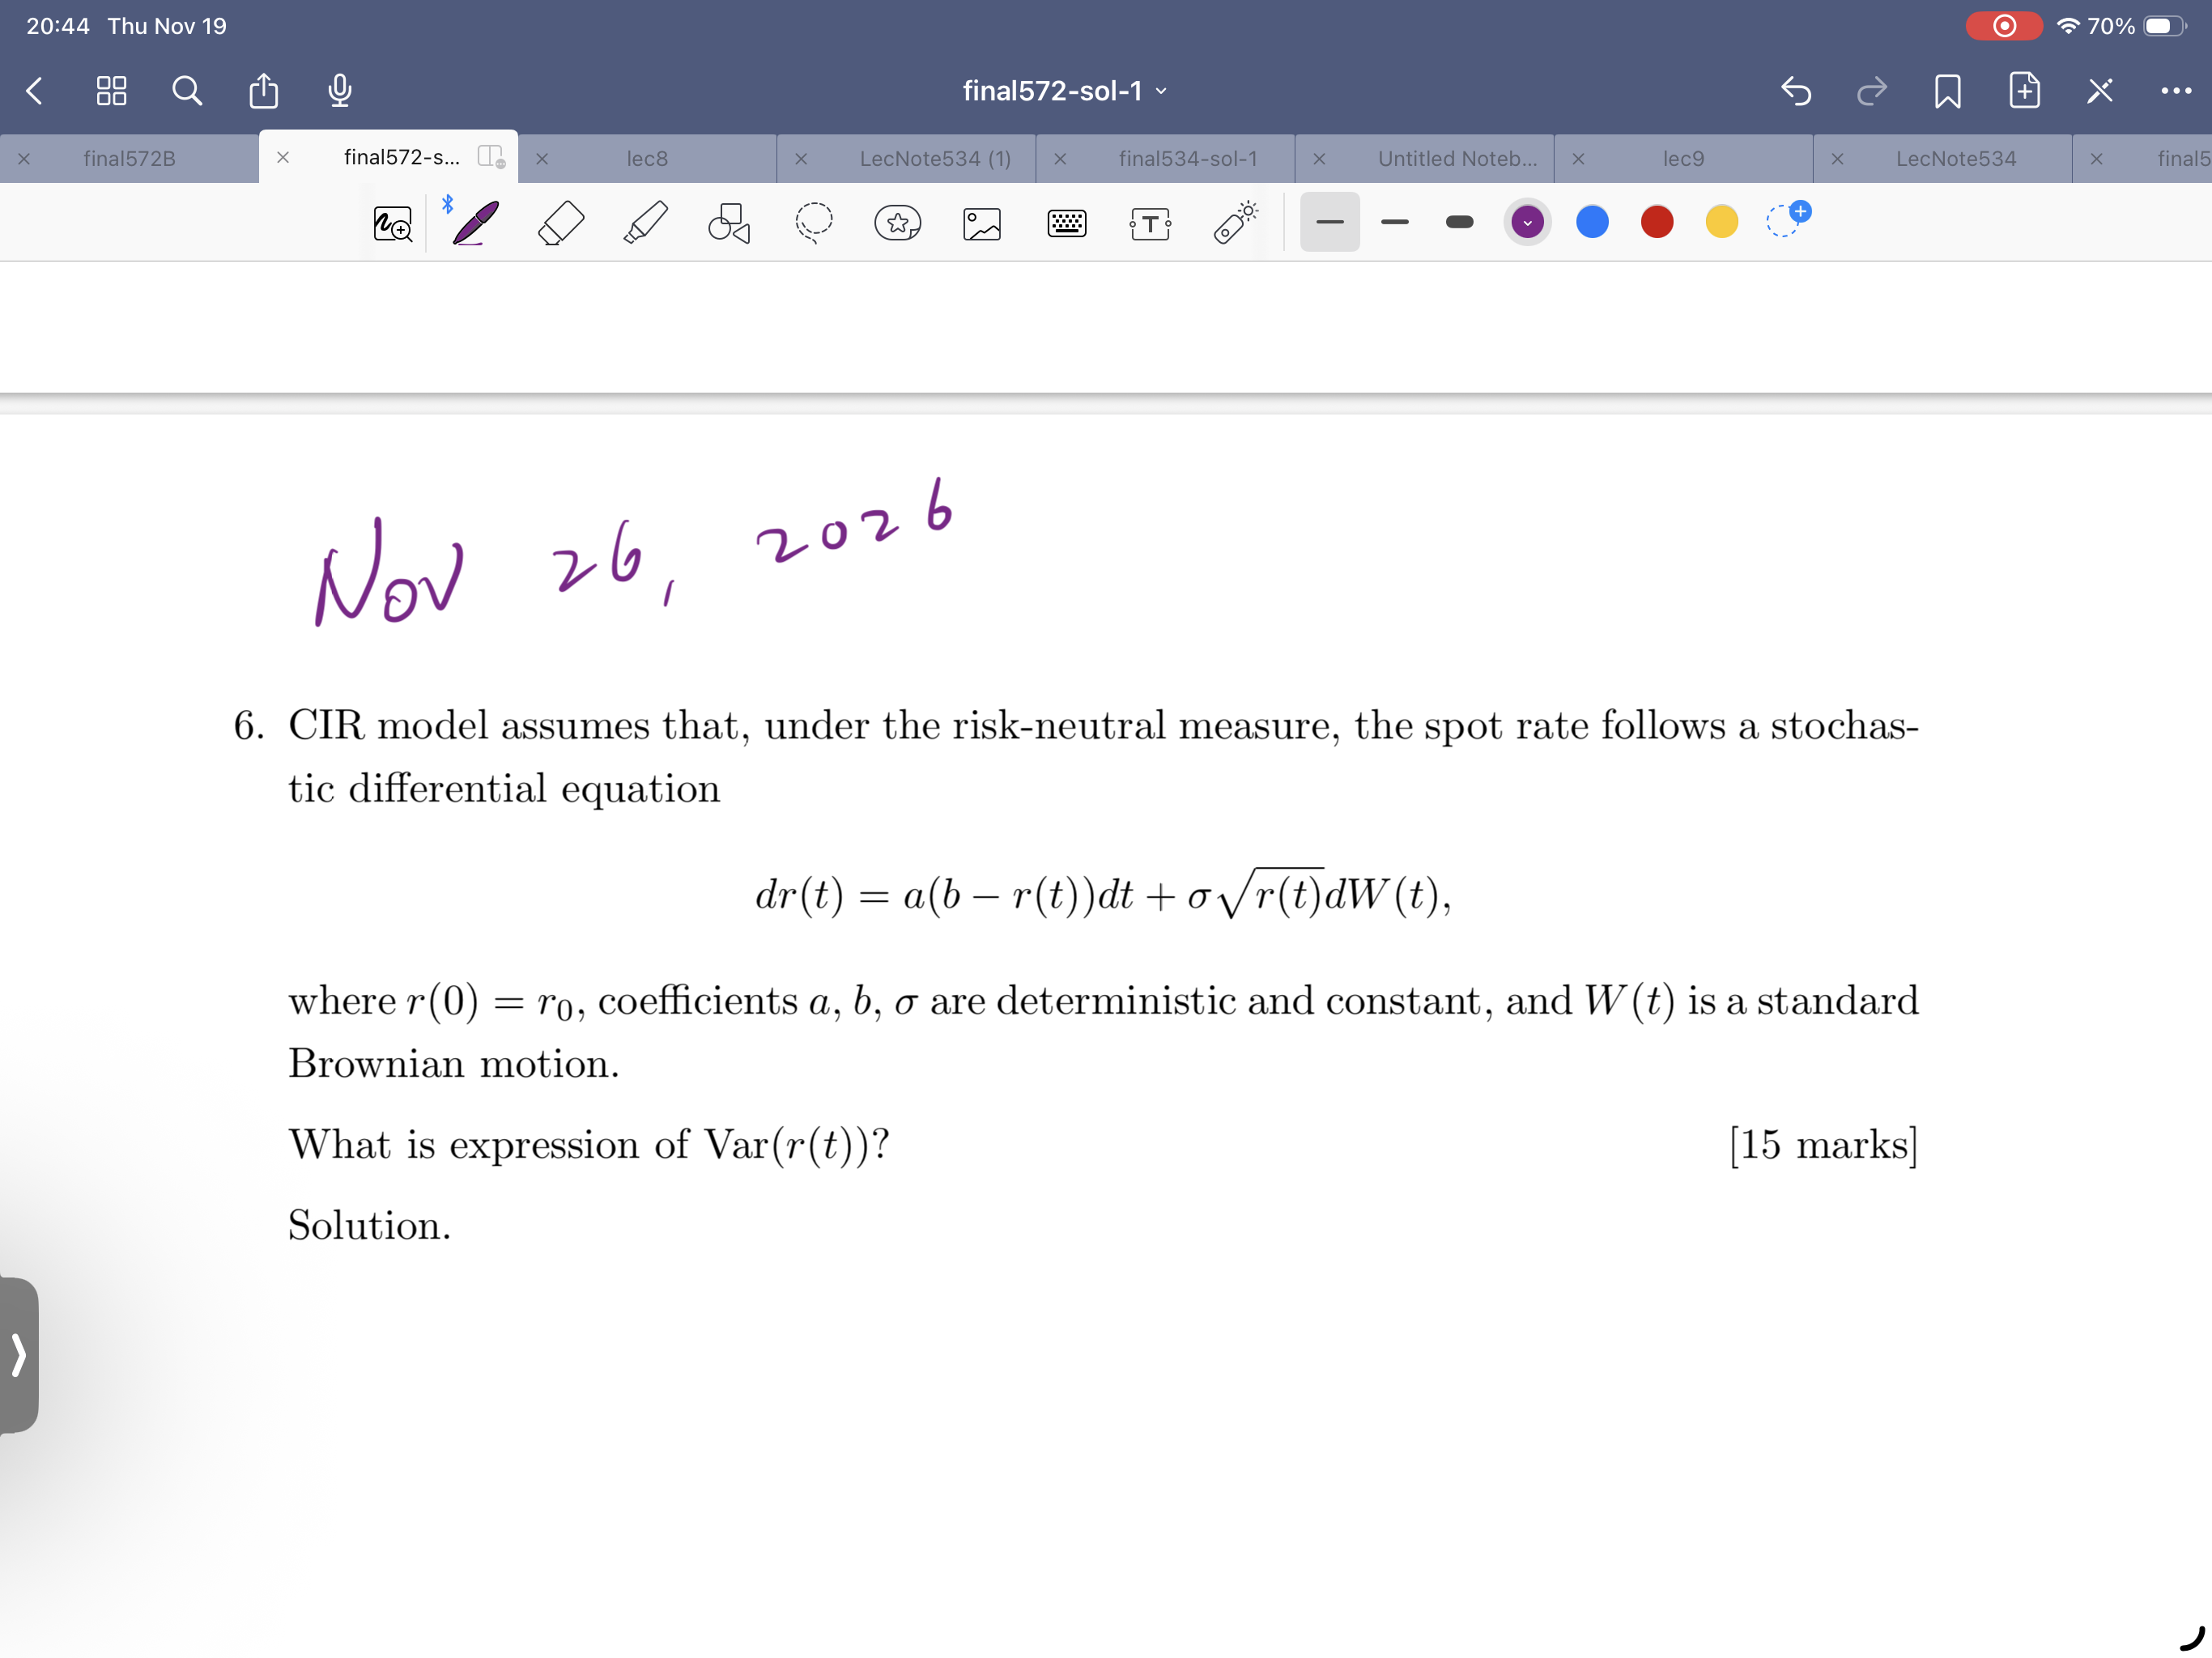 20:44 Thu Nov 19
70%
final572-sol-1
final572B
final572-s...
lec8
LecNote534 (1)
final534-sol-1
Untitled Noteb...
lec9
LecNote534
final5
T
Nov 26, 2026
6. CIR model assumes that, under the risk-neutral measure, the spot rate follows a stochas-
tic differential equation
dr(t) = a(b − r(t))dt + σ√r(t)dW(t),
where r(0) = r₀, coefficients a, b, σ are deterministic and constant, and W(t) is a standard
Brownian motion.
What is expression of Var(r(t))? [15 marks]
Solution.